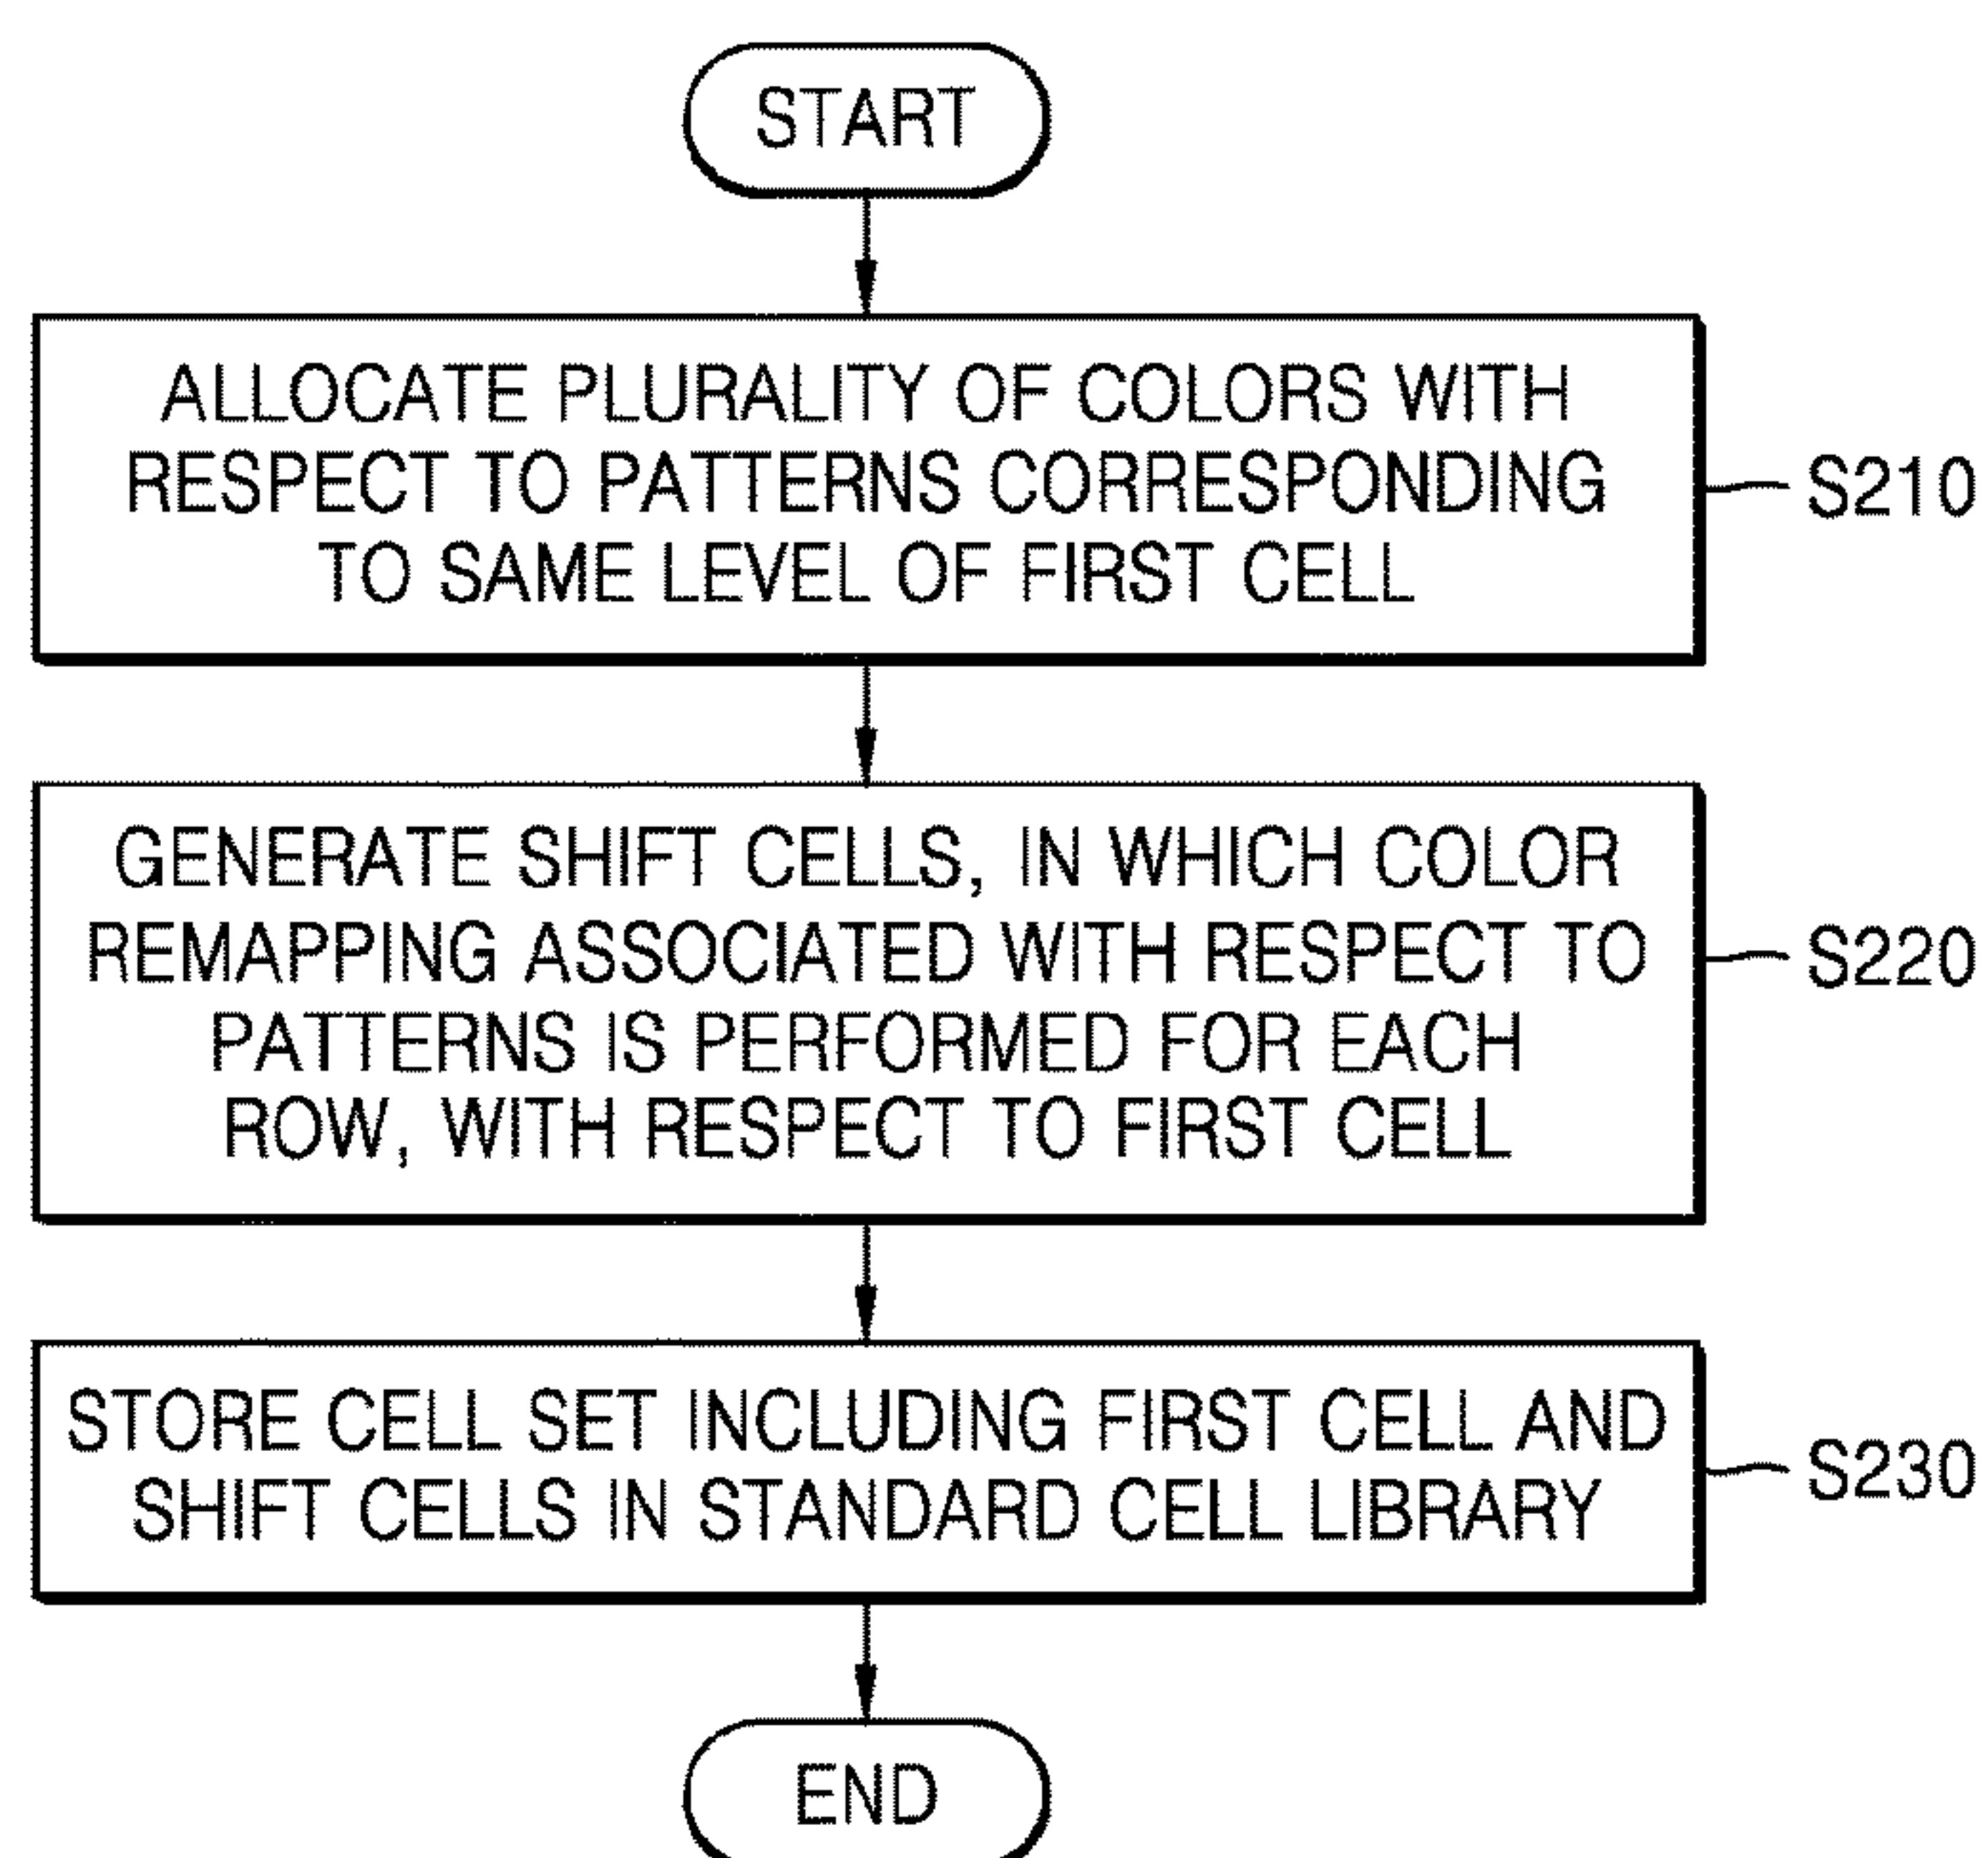 START
ALLOCATE PLURALITY OF COLORS WITH
RESPECT TO PATTERNS CORRESPONDING
TO SAME LEVEL OF FIRST CELL
S210
GENERATE SHIFT CELLS, IN WHICH COLOR
REMAPPING ASSOCIATED WITH RESPECT TO
PATTERNS IS PERFORMED FOR EACH
ROW, WITH RESPECT TO FIRST CELL
S220
STORE CELL SET INCLUDING FIRST CELL AND
SHIFT CELLS IN STANDARD CELL LIBRARY
S230
END